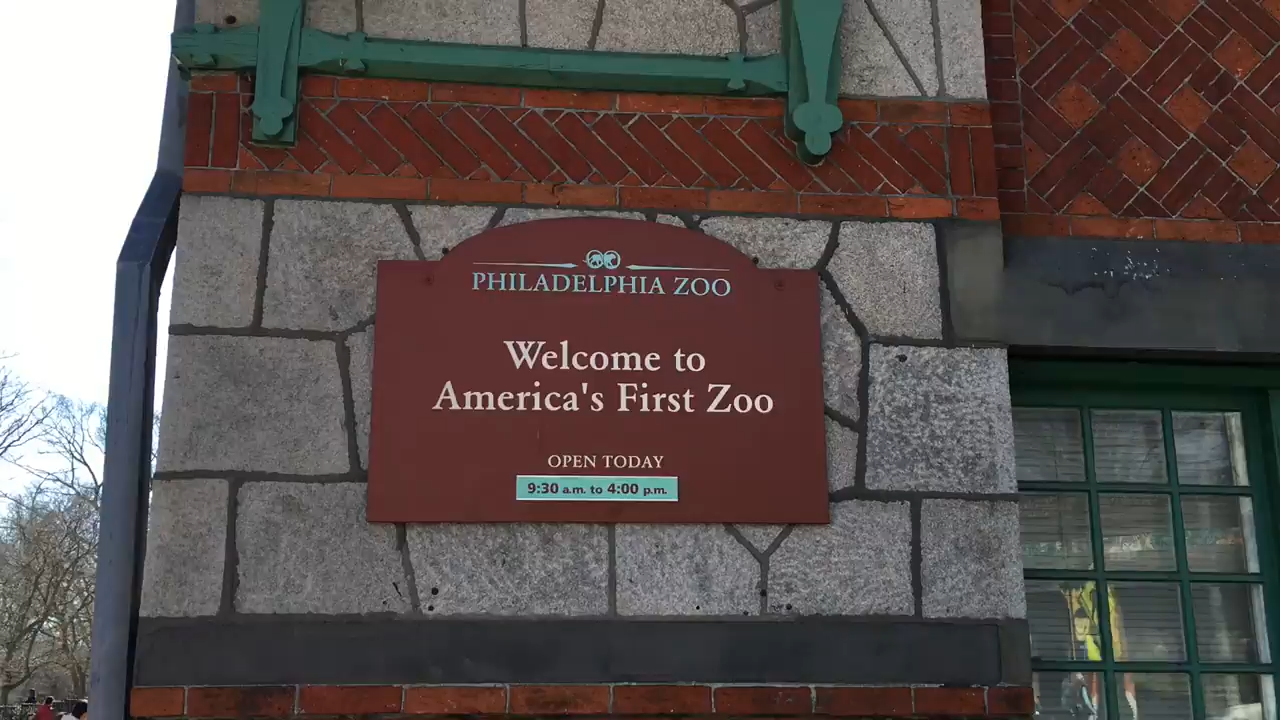 PHILADELPHIA ZOO
Welcome to
America's First Zoo
OPEN TODAY
9:30 a.m. to 4:00 p.m.